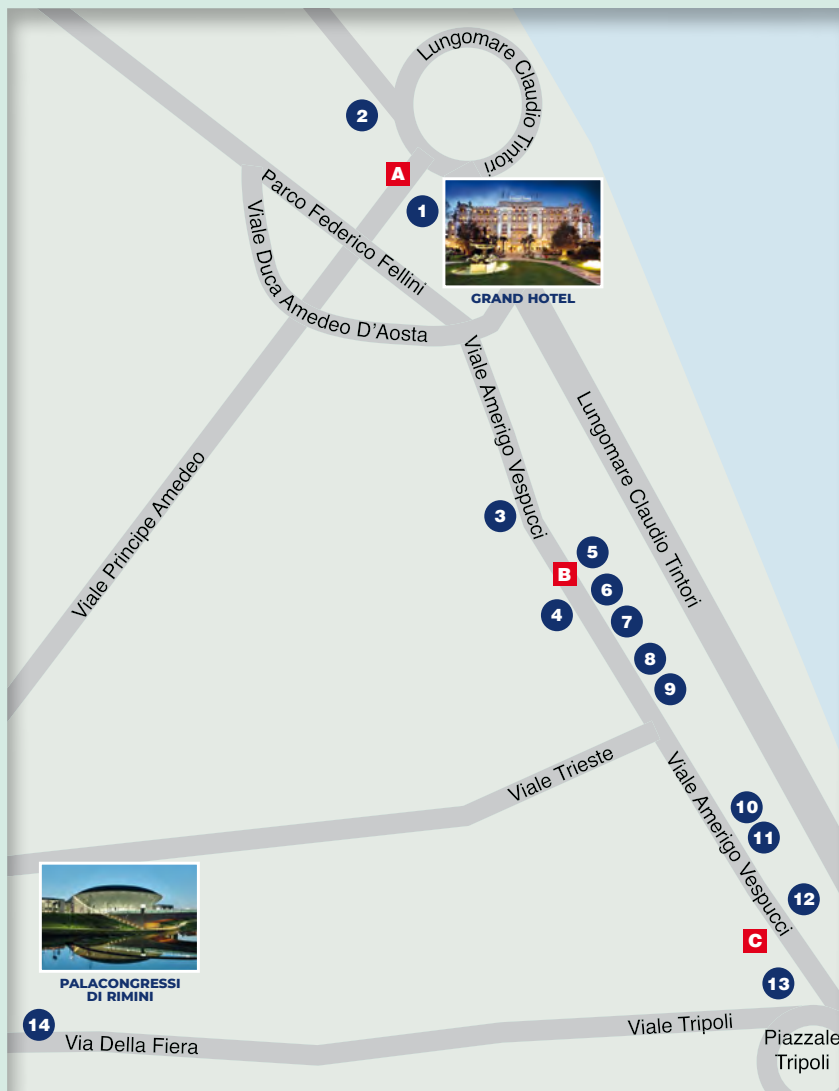 Lungomare Claudio Tintori
2
A
1
Parco Federico Fellini
Viale Duca Amedeo D'Aosta
GRAND HOTEL
Viale Amerigo Vespucci
Lungomare Claudio Tintori
Viale Principe Amedeo
3
5
B
6
4
7
8
9
Viale Trieste
Viale Amerigo Vespucci
10
11
12
C
13
PALACONGRESSI
DI RIMINI
14
Via Della Fiera
Viale Tripoli
Piazzale
Tripoli